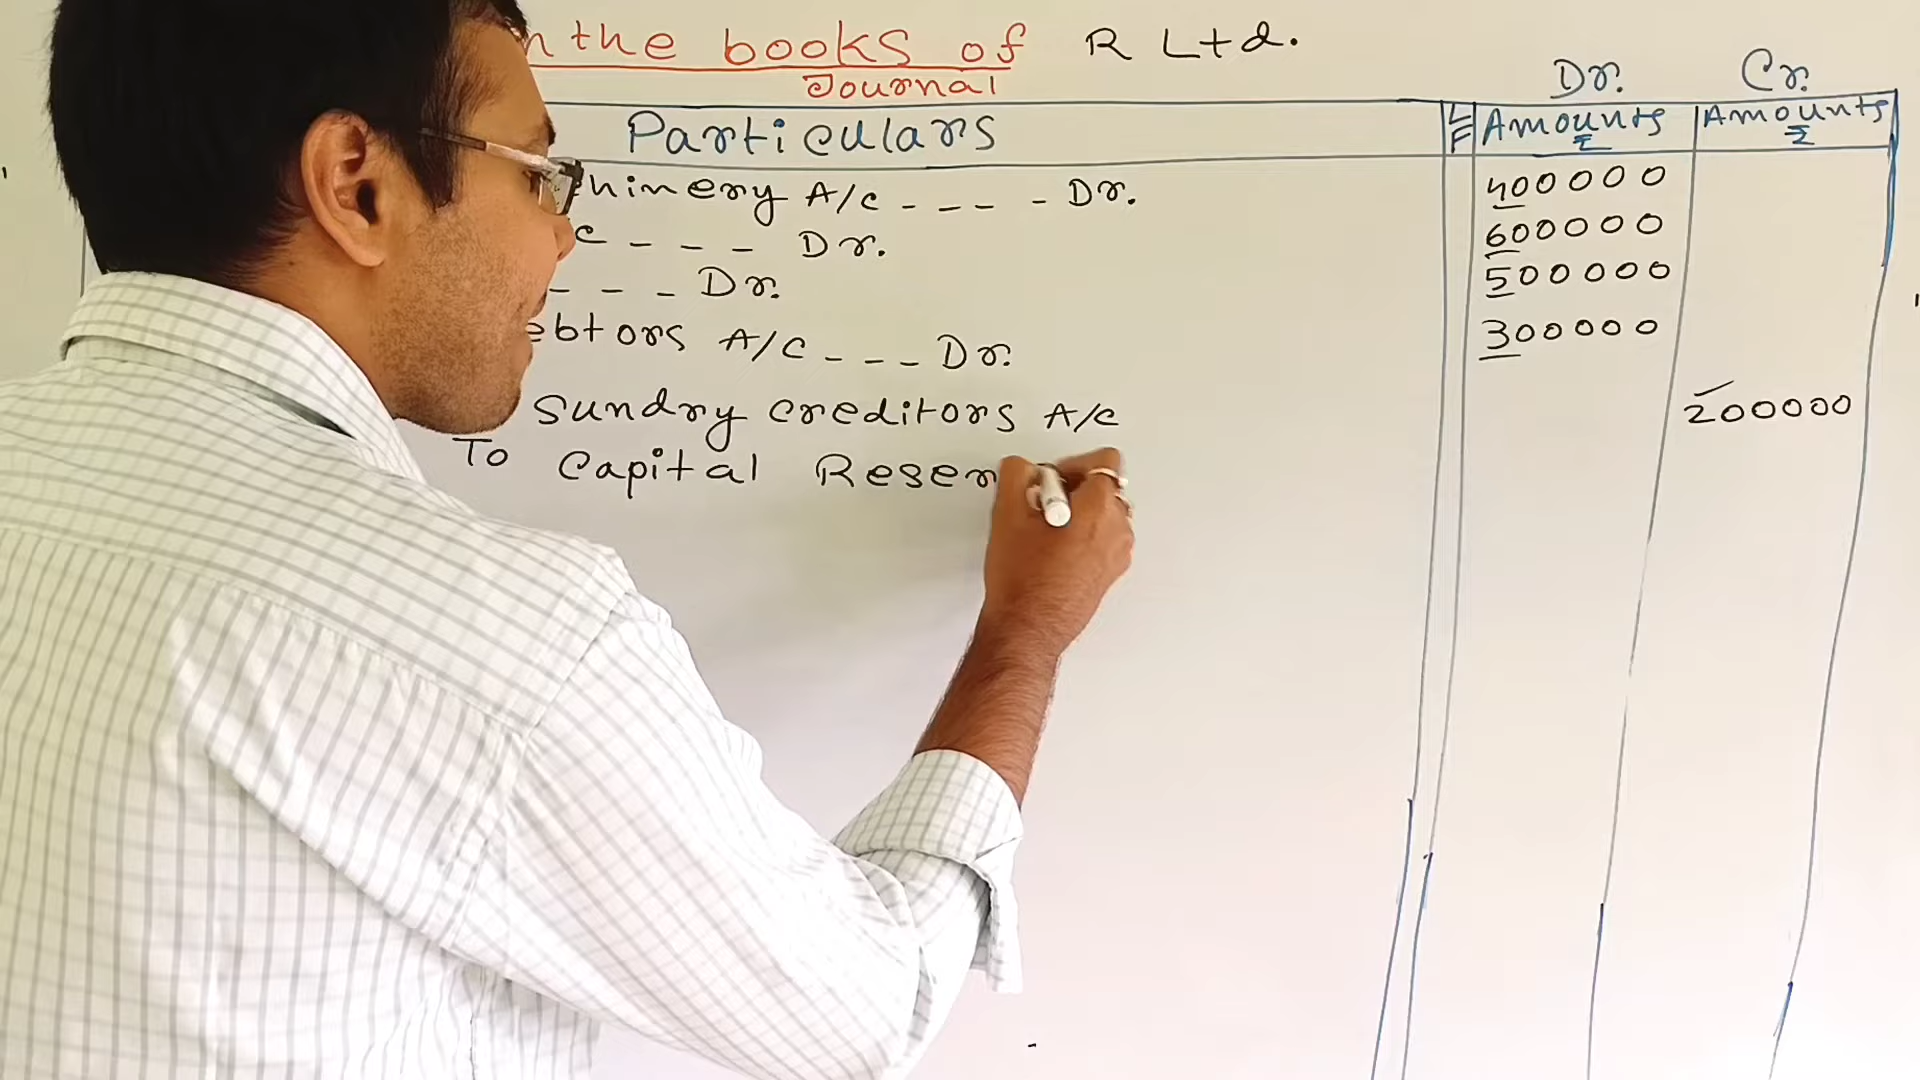 n the books of R Ltd.
Journal
Dr. Cr.
Particulars LF Amounts ₹ Amounts ₹
hinery A/c - - - - Dr. 400000
c - - - Dr. 600000
- - - Dr. 500000
ebtors A/c - - - Dr. 300000
Sundry creditors A/c 200000
To Capital Reser